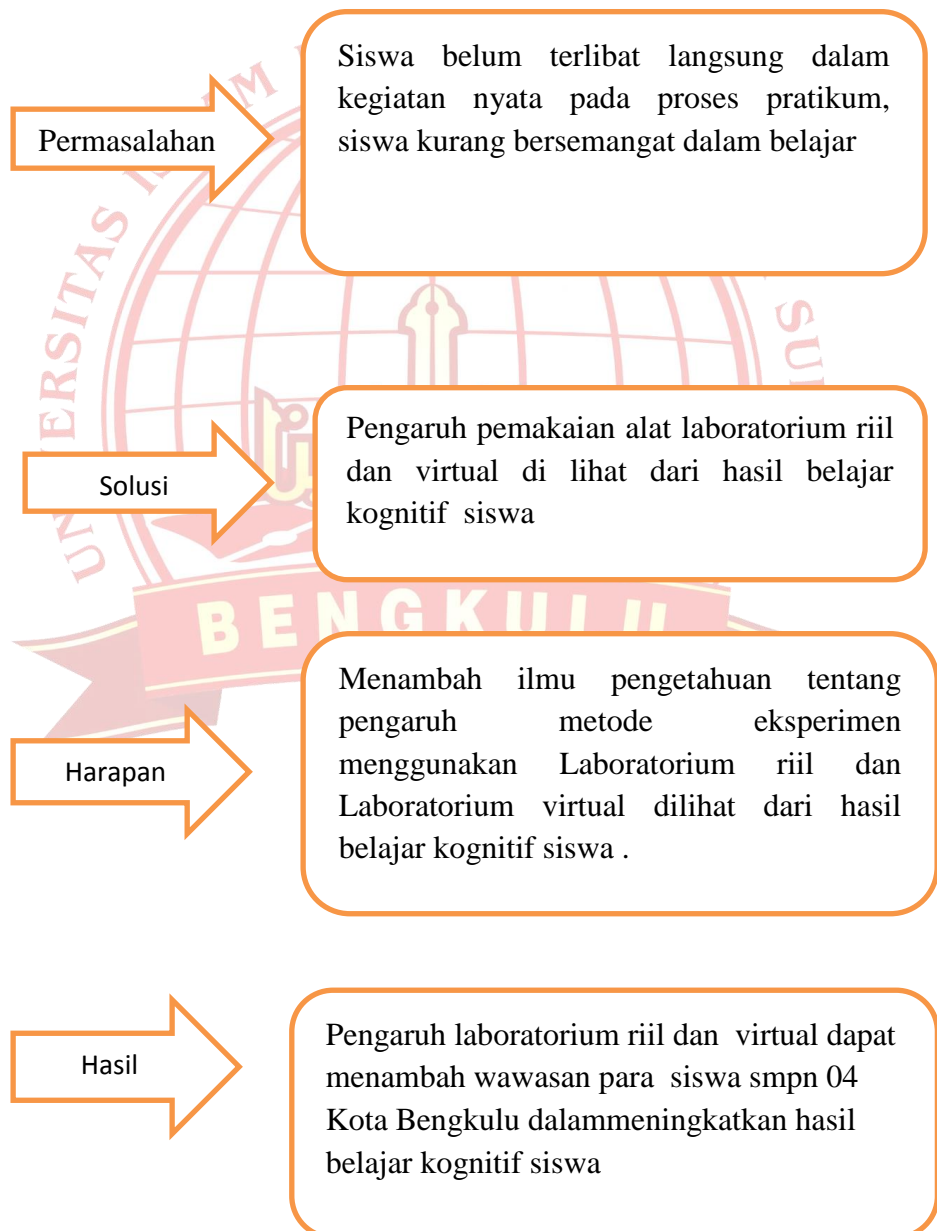 Permasalahan
Siswa belum terlibat langsung dalam
kegiatan nyata pada proses pratikum,
siswa kurang bersemangat dalam belajar
Solusi
Pengaruh pemakaian alat laboratorium riil
dan virtual di lihat dari hasil belajar
kognitif siswa
BENGKULU
Harapan
Menambah ilmu pengetahuan tentang
pengaruh metode eksperimen
menggunakan Laboratorium riil dan
Laboratorium virtual dilihat dari hasil
belajar kognitif siswa .
Hasil
Pengaruh laboratorium riil dan virtual dapat
menambah wawasan para siswa smpn 04
Kota Bengkulu dalammeningkatkan hasil
belajar kognitif siswa